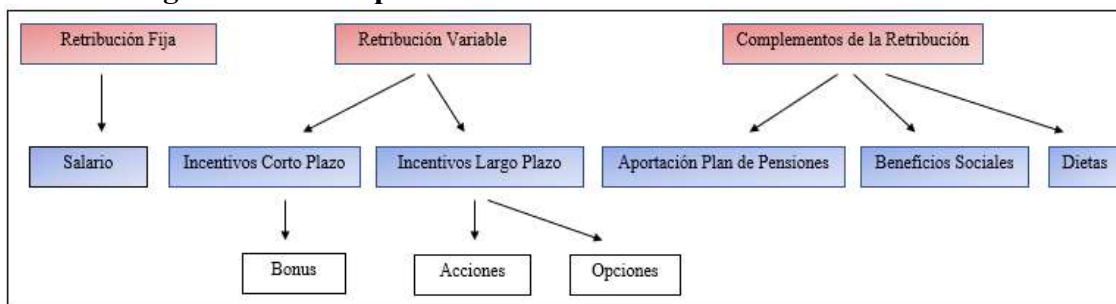 Retribución Fija
Retribución Variable
Complementos de la Retribución
Salario
Incentivos Corto Plazo
Incentivos Largo Plazo
Aportación Plan de Pensiones
Beneficios Sociales
Dietas
Bonus
Acciones
Opciones